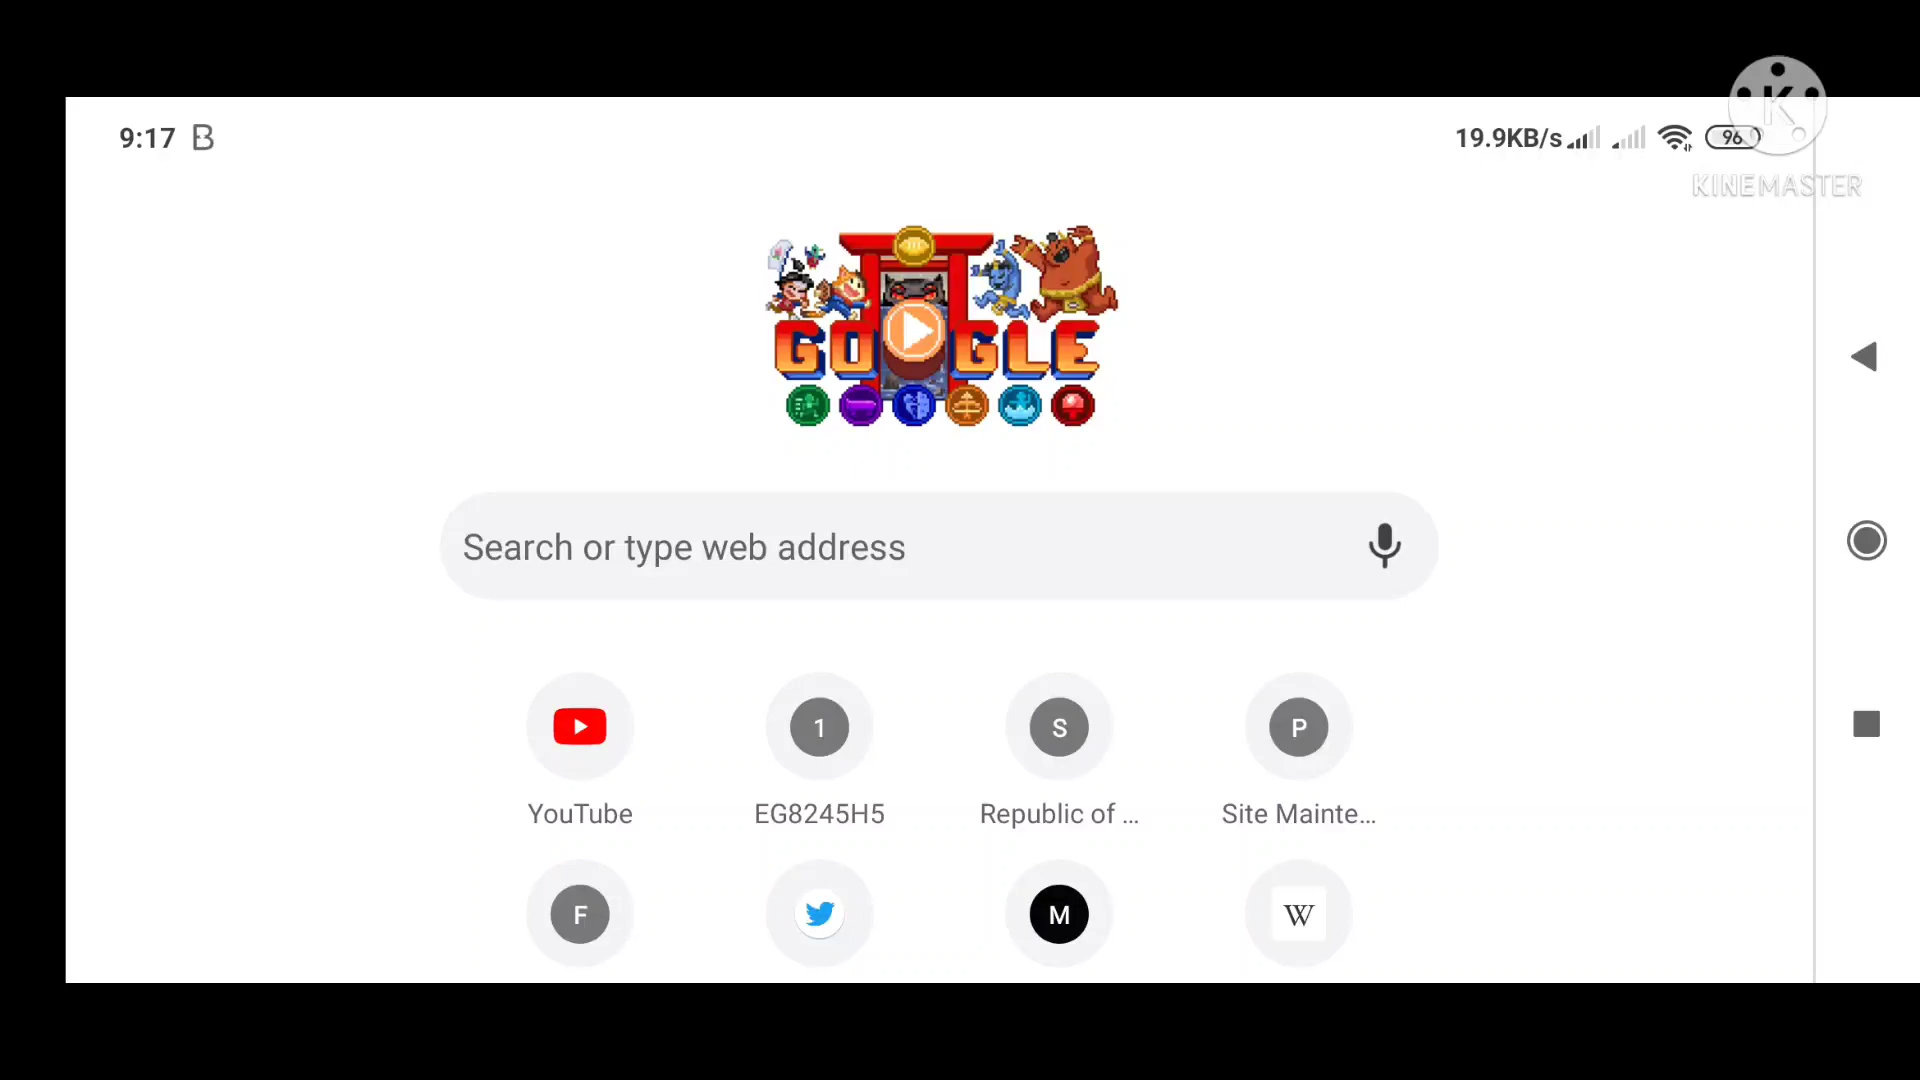 9:17 B
19.9KB/s 96
K
KINEMASTER
GOOGLE
Search or type web address
1 S P
YouTube EG8245H5 Republic of ... Site Mainte...
F M W